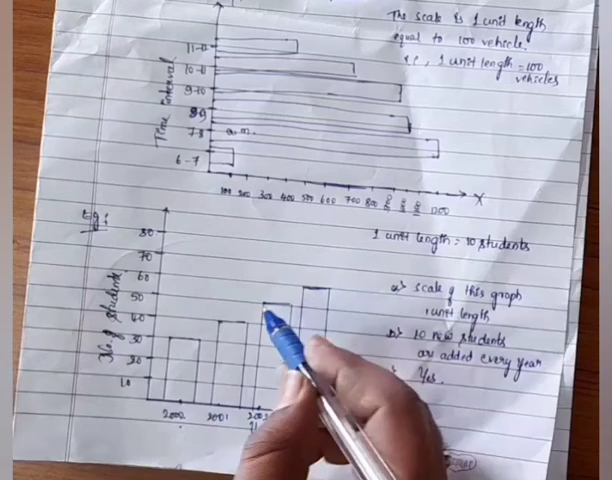 The scale is 1 unit length
equal to 100 vehicle.
i.e, 1 unit length = 100
vehicles
Time interval
11-12
10-11
9-10
8-9
7-8
a.m.
6-7
100 200 300 400 500 600 700 800
X
Eg:
1 unit length = 10 students
No. of students
80
70
60
50
40
30
20
10
a) Scale of this graph
1 unit length
b) 10 new students
are added every year
Yes.
2001